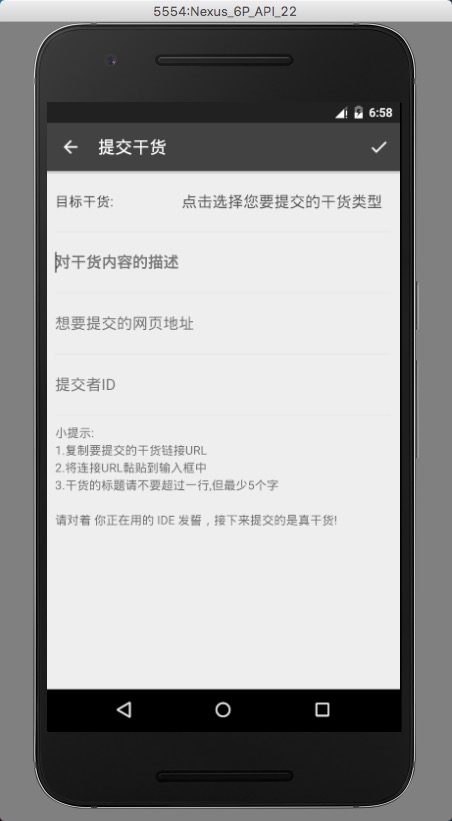 5554:Nexus_6P_API_22
6:58
提交干货
目标干货: 点击选择您要提交的干货类型
对干货内容的描述
想要提交的网页地址
提交者ID
小提示:
1.复制要提交的干货链接URL
2.将连接URL黏贴到输入框中
3.干货的标题请不要超过一行,但最少5个字
请对着 你正在用的 IDE 发誓，接下来提交的是真干货!